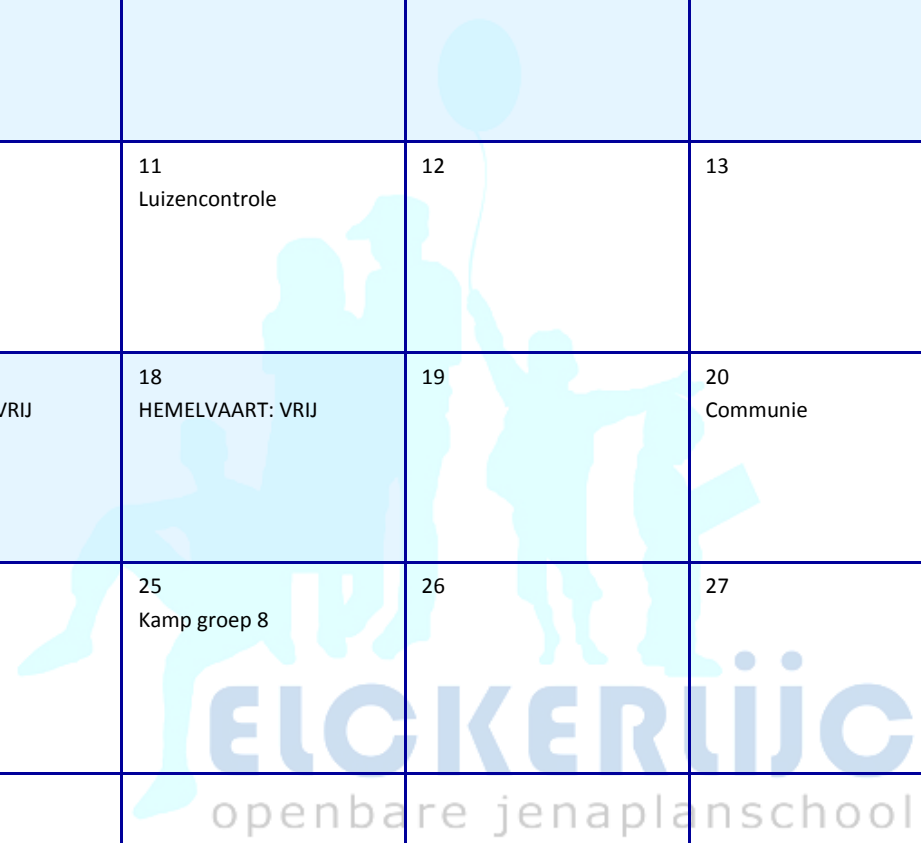 11
Luizencontrole
12
13
VRIJ
18
HEMELVAART: VRIJ
19
20
Communie
25
Kamp groep 8
26
27
ELCKERLIJC
openbare jenaplanschool